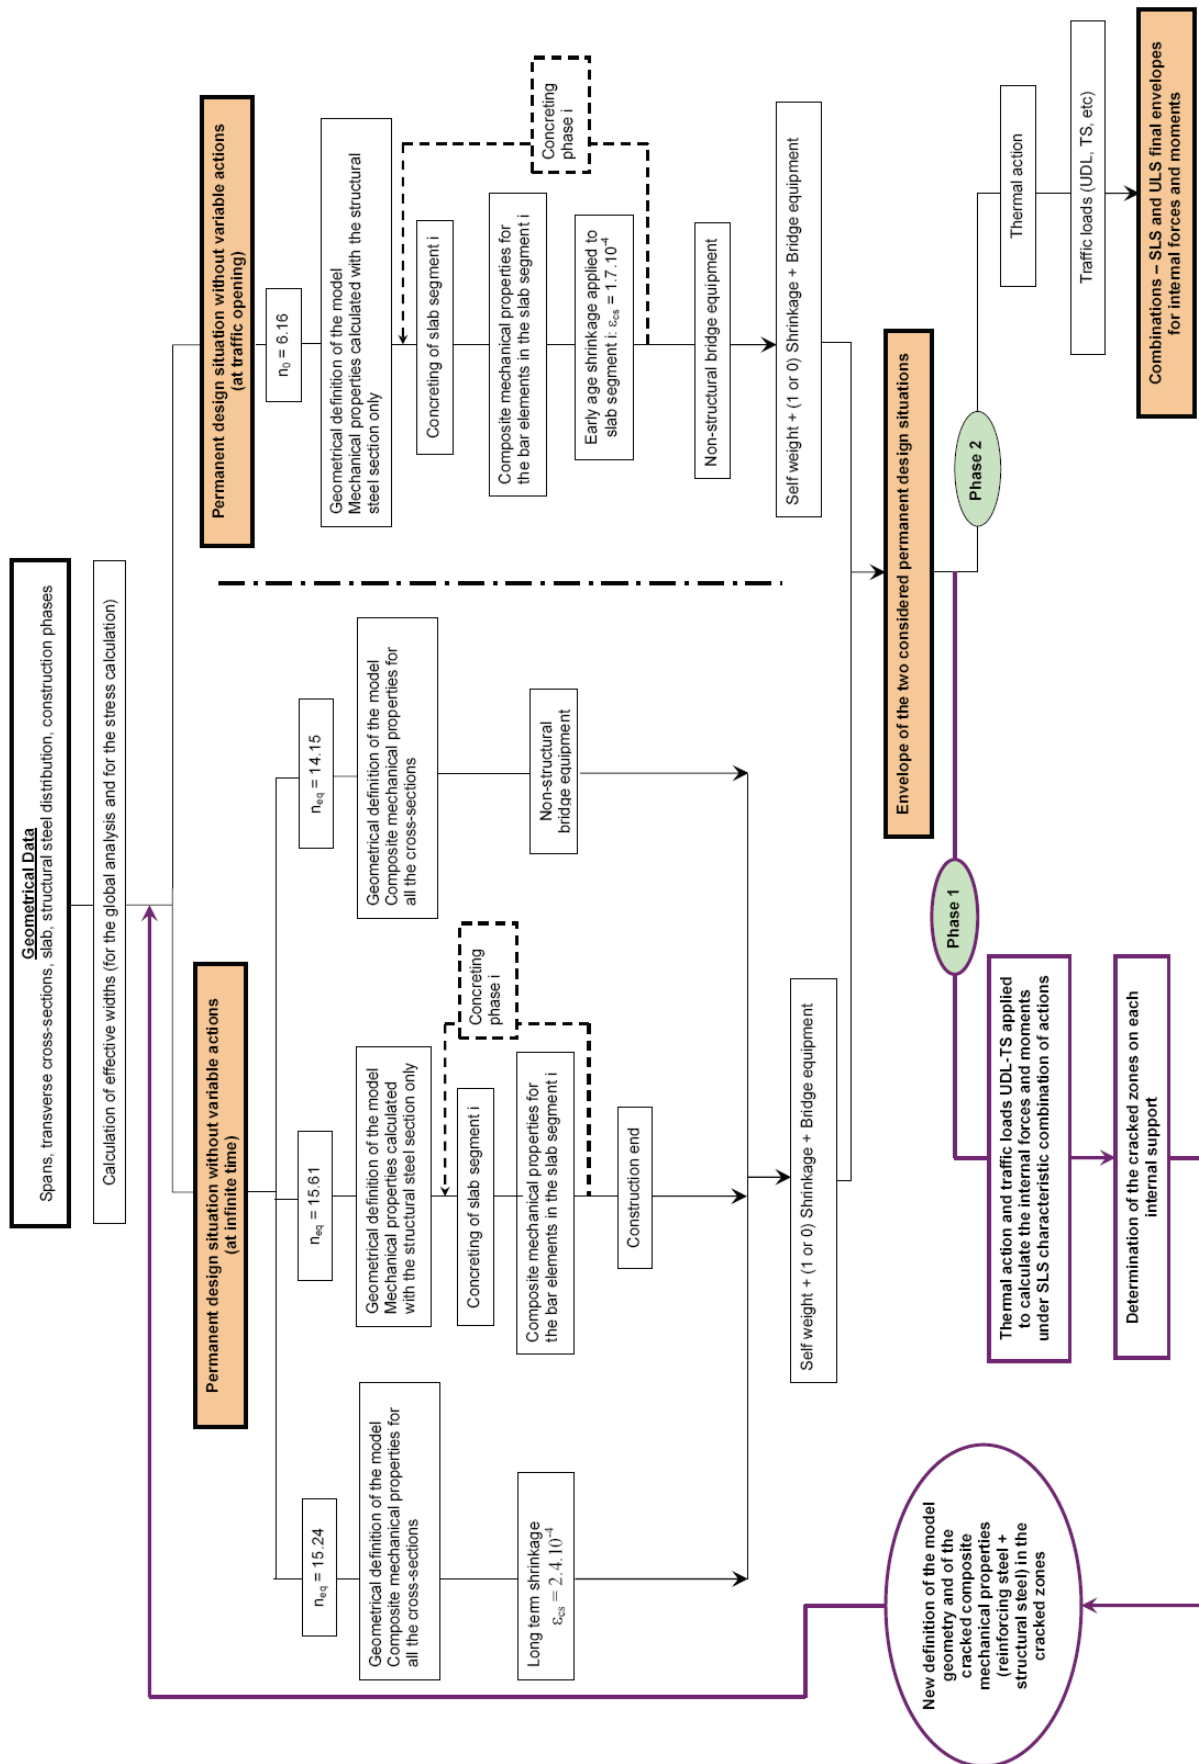 Geometrical Data
Spans, transverse cross-sections, slab, structural steel distribution, construction phases
Calculation of effective widths (for the global analysis and for the stress calculation)
Permanent design situation without variable actions
(at infinite time)
n_eq = 15.24
Geometrical definition of the model
Composite mechanical properties for
all the cross-sections
Long term shrinkage
ε_cs = 2.4.10^-4
n_eq = 15.61
Geometrical definition of the model
Mechanical properties calculated
with the structural steel section only
Concreting of slab segment i
Composite mechanical properties for
the bar elements in the slab segment i
Concreting
phase i
Construction end
n_eq = 14.15
Geometrical definition of the model
Composite mechanical properties for
all the cross-sections
Non-structural
bridge equipment
Self weight + (1 or 0) Shrinkage + Bridge equipment
Permanent design situation without variable actions
(at traffic opening)
n_0 = 6.16
Geometrical definition of the model
Mechanical properties calculated with the structural
steel section only
Concreting of slab segment i
Composite mechanical properties for
the bar elements in the slab segment i
Early age shrinkage applied to
slab segment i: ε_cs = 1.7.10^-4
Concreting
phase i
Non-structural bridge equipment
Self weight + (1 or 0) Shrinkage + Bridge equipment
Envelope of the two considered permanent design situations
Phase 1
Thermal action and traffic loads UDL-TS applied
to calculate the internal forces and moments
under SLS characteristic combination of actions
Determination of the cracked zones on each
internal support
New definition of the model
geometry and of the
cracked composite
mechanical properties
(reinforcing steel +
structural steel) in the
cracked zones
Phase 2
Thermal action
Traffic loads (UDL, TS, etc)
Combinations – SLS and ULS final envelopes
for internal forces and moments